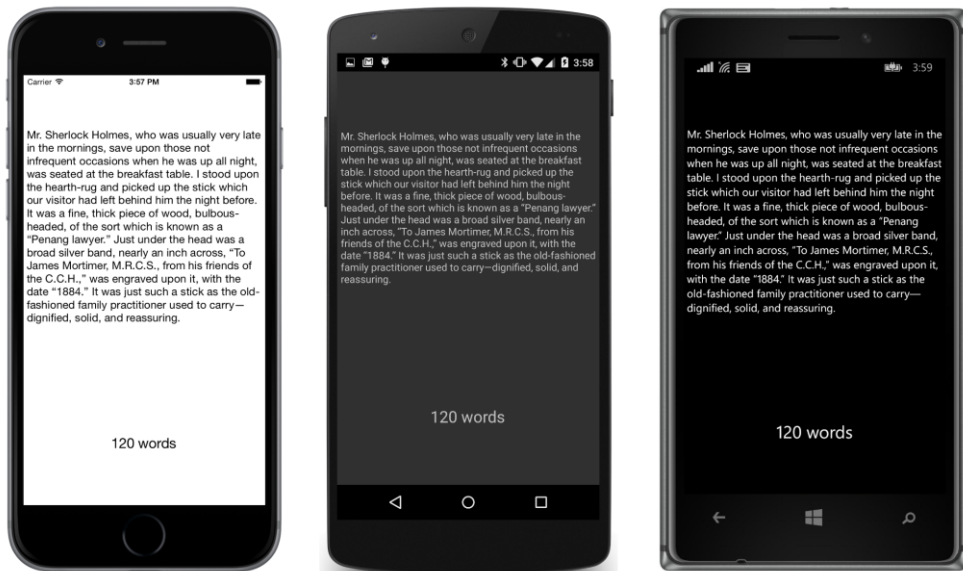 Carrier
3:57 PM
Mr. Sherlock Holmes, who was usually very late
in the mornings, save upon those not
infrequent occasions when he was up all night,
was seated at the breakfast table. I stood upon
the hearth-rug and picked up the stick which
our visitor had left behind him the night before.
It was a fine, thick piece of wood, bulbous-
headed, of the sort which is known as a
“Penang lawyer.” Just under the head was a
broad silver band, nearly an inch across, “To
James Mortimer, M.R.C.S., from his friends of
the C.C.H.,” was engraved upon it, with the
date “1884.” It was just such a stick as the old-
fashioned family practitioner used to carry—
dignified, solid, and reassuring.
120 words
3:58
Mr. Sherlock Holmes, who was usually very late in the
mornings, save upon those not infrequent occasions
when he was up all night, was seated at the breakfast
table. I stood upon the hearth-rug and picked up the
stick which our visitor had left behind him the night
before. It was a fine, thick piece of wood, bulbous-
headed, of the sort which is known as a “Penang lawyer.”
Just under the head was a broad silver band, nearly an
inch across, “To James Mortimer, M.R.C.S., from his
friends of the C.C.H.,” was engraved upon it, with the
date “1884.” It was just such a stick as the old-fashioned
family practitioner used to carry—dignified, solid, and
reassuring.
120 words
3:59
Mr. Sherlock Holmes, who was usually very late in the
mornings, save upon those not infrequent occasions
when he was up all night, was seated at the breakfast
table. I stood upon the hearth-rug and picked up the
stick which our visitor had left behind him the night
before. It was a fine, thick piece of wood, bulbous-
headed, of the sort which is known as a “Penang
lawyer.” Just under the head was a broad silver band,
nearly an inch across, “To James Mortimer, M.R.C.S.,
from his friends of the C.C.H.,” was engraved upon it,
with the date “1884.” It was just such a stick as the
old-fashioned family practitioner used to carry—
dignified, solid, and reassuring.
120 words